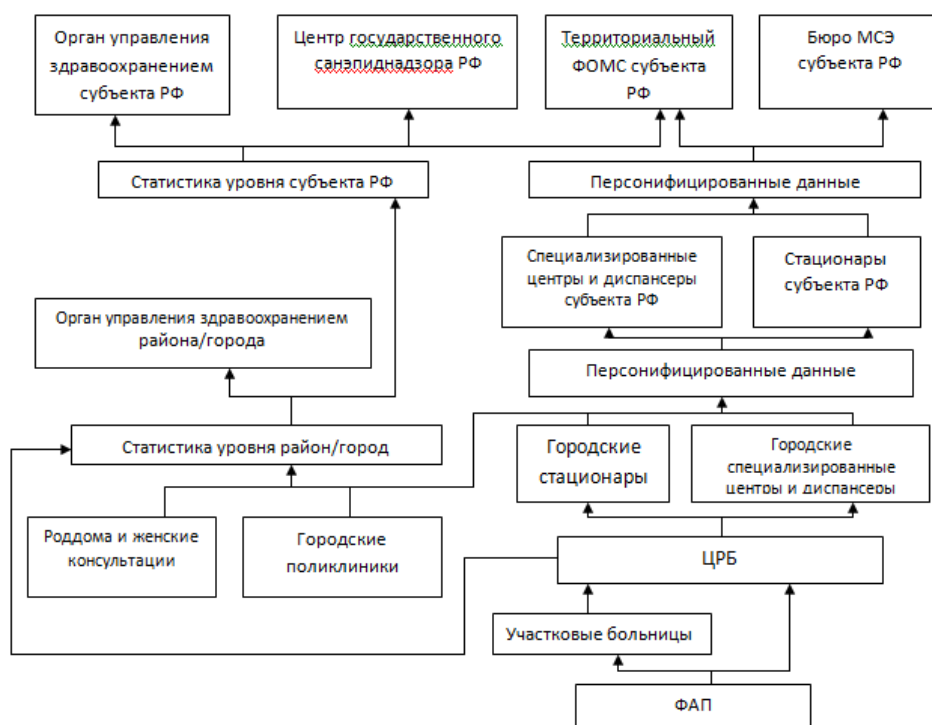 Орган управления
здравоохранением
субъекта РФ
Центр государственного
санэпиднадзора РФ
Территориальный
ФОМС субъекта
РФ
Бюро МСЭ
субъекта РФ
Статистика уровня субъекта РФ
Персонифицированные данные
Специализированные
центры и диспансеры
субъекта РФ
Стационары
субъекта РФ
Орган управления здравоохранением
района/города
Персонифицированные данные
Статистика уровня район/город
Городские
стационары
Городские
специализированные
центры и диспансеры
Роддома и женские
консультации
Городские
поликлиники
ЦРБ
Участковые больницы
ФАП